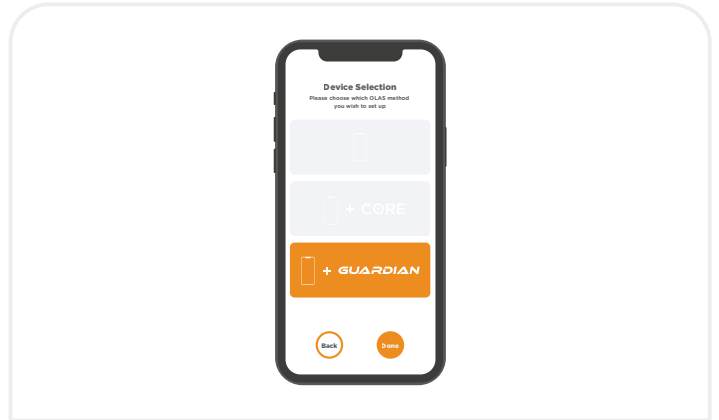 Device Selection
Please choose which OLAS method
you wish to set up
+ CORE
+ GUARDIAN
Back
Done